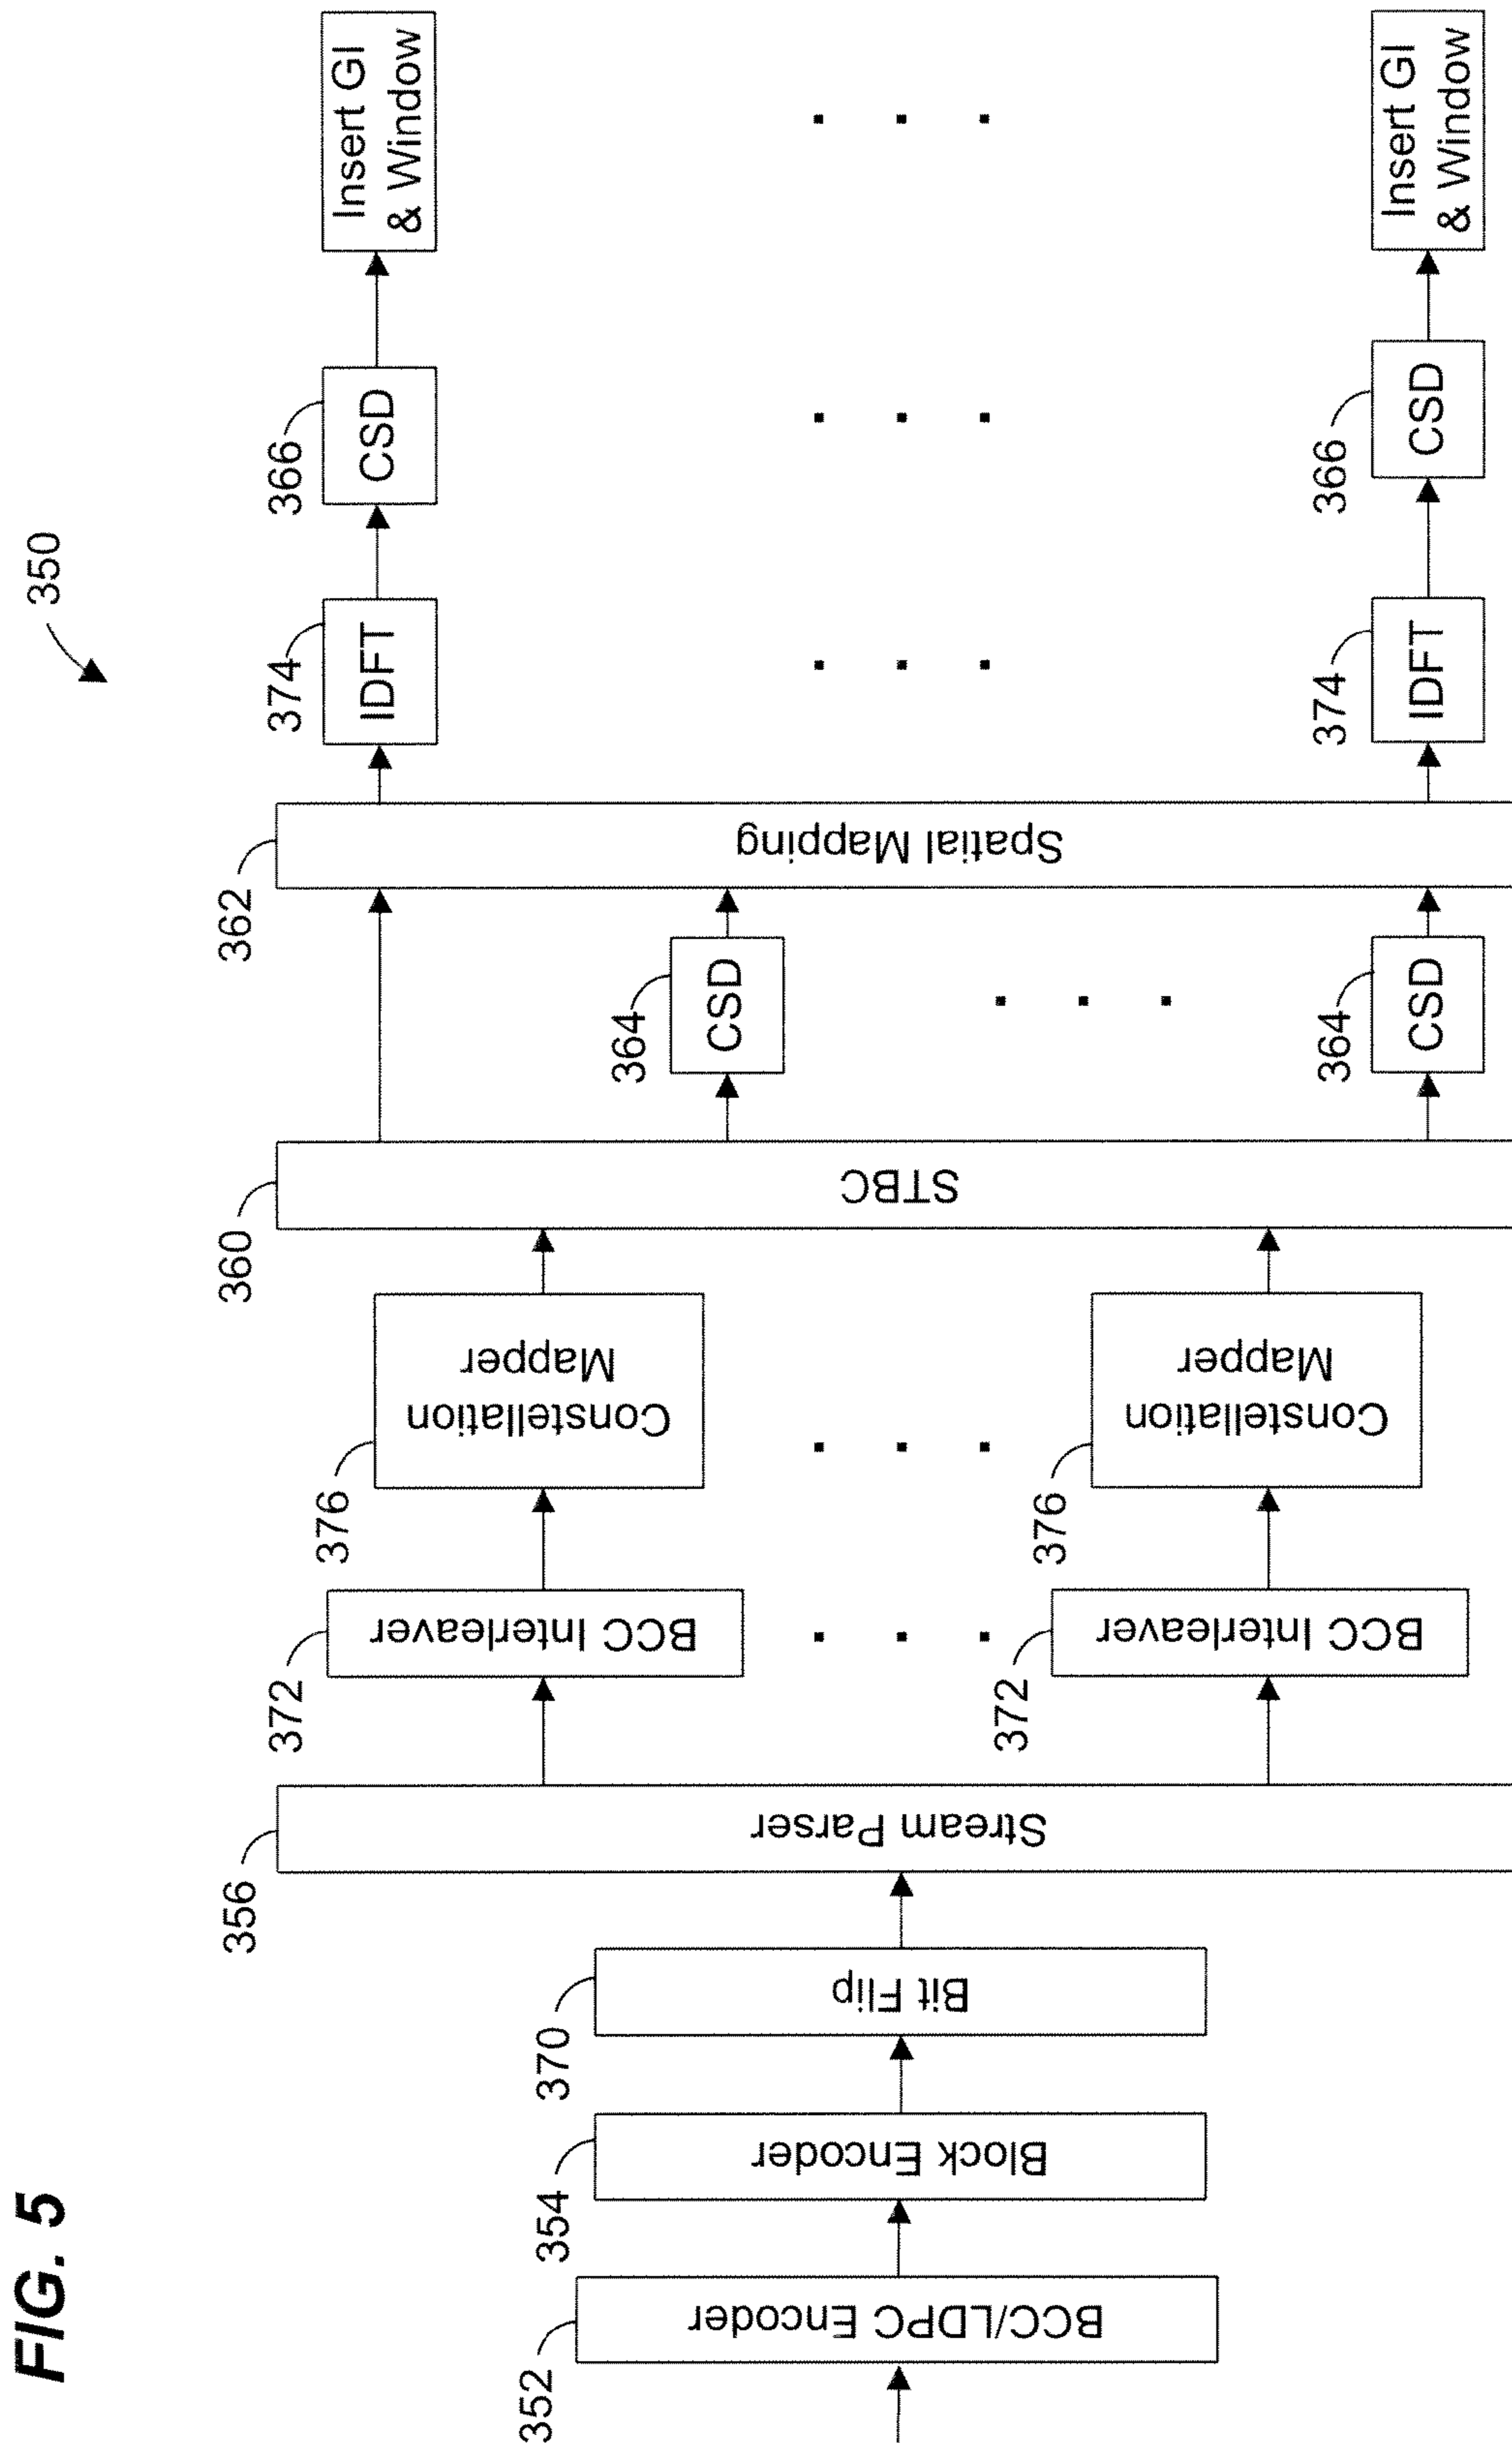 FIG. 5
350
352
BCC/LDPC Encoder
354
Block Encoder
370
Bit Flip
356
Stream Parser
372
BCC Interleaver
372
BCC Interleaver
376
Constellation
Mapper
376
Constellation
Mapper
360
STBC
364
CSD
364
CSD
362
Spatial Mapping
374
IDFT
374
IDFT
366
CSD
366
CSD
Insert GI
& Window
Insert GI
& Window